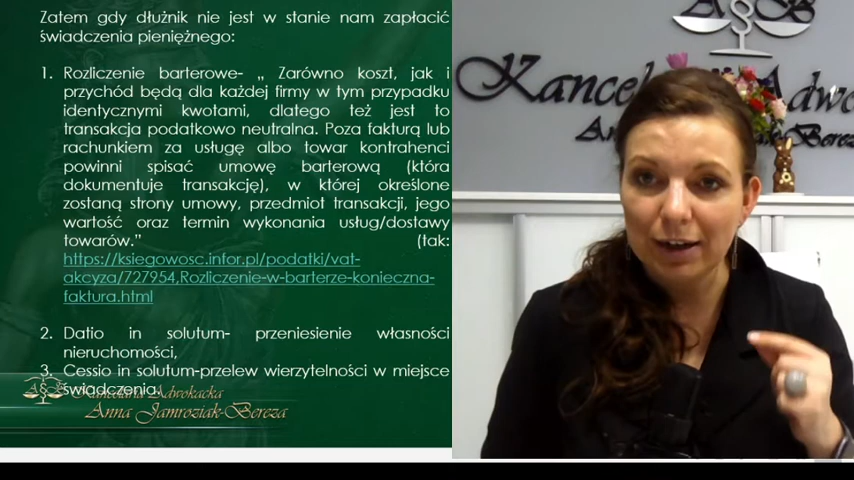 Zatem gdy dłużnik nie jest w stanie nam zapłacić
świadczenia pieniężnego:
1. Rozliczenie barterowe- „ Zarówno koszt, jak i
przychód będą dla każdej firmy w tym przypadku
identycznymi kwotami, dlatego też jest to
transakcja podatkowo neutralna. Poza fakturą lub
rachunkiem za usługę albo towar kontrahenci
powinni spisać umowę barterową (która
dokumentuje transakcję), w której określone
zostaną strony umowy, przedmiot transakcji, jego
wartość oraz termin wykonania usług/dostawy
towarów.” (tak:
https://ksiegowosc.infor.pl/podatki/vat-
akcyza/727954,Rozliczenie-w-barterze-konieczna-
faktura.html
2. Datio in solutum- przeniesienie własności
nieruchomości,
3. Cessio in solutum-przelew wierzytelności w miejsce
świadczenia.
A § B
Kancelaria Adwokacka
Anna Jamroziak-Bereza
B
Kancela Adwo
An Bereza